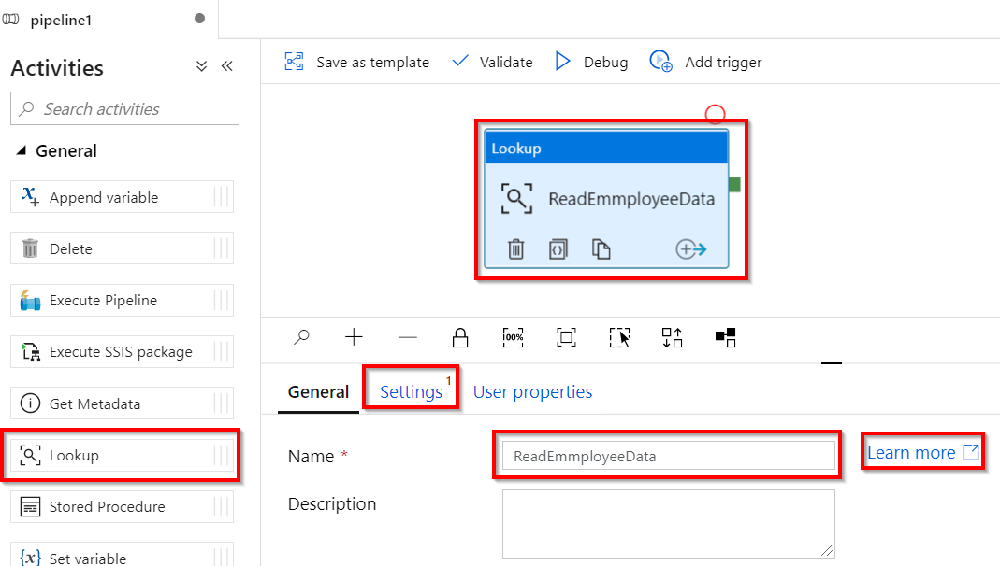 pipeline1
Activities
Search activities
General
Append variable
Delete
Execute Pipeline
Execute SSIS package
Get Metadata
Lookup
Stored Procedure
Set variable
Save as template Validate Debug Add trigger
Lookup
ReadEmmployeeData
100%
General Settings 1 User properties
Name * ReadEmmployeeData Learn more
Description